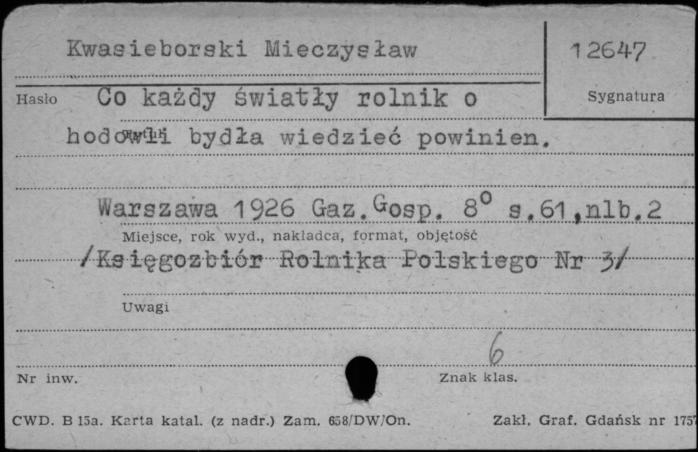 Kwasieborski Mieczysław
12647
Hasło Co każdy światły rolnik o
Sygnatura
hodowli bydła wiedzieć powinien.
Warszawa 1926 Gaz.Gosp. 8° s.61,nlb.2
Miejsce, rok wyd., nakładca, format, objętość
/Księgozbiór Rolnika Polskiego Nr 3/
Uwagi
6
Nr inw.
Znak klas.
CWD. B 15a. Karta katal. (z nadr.) Zam. 658/DW/On.
Zakł. Graf. Gdańsk nr 1757